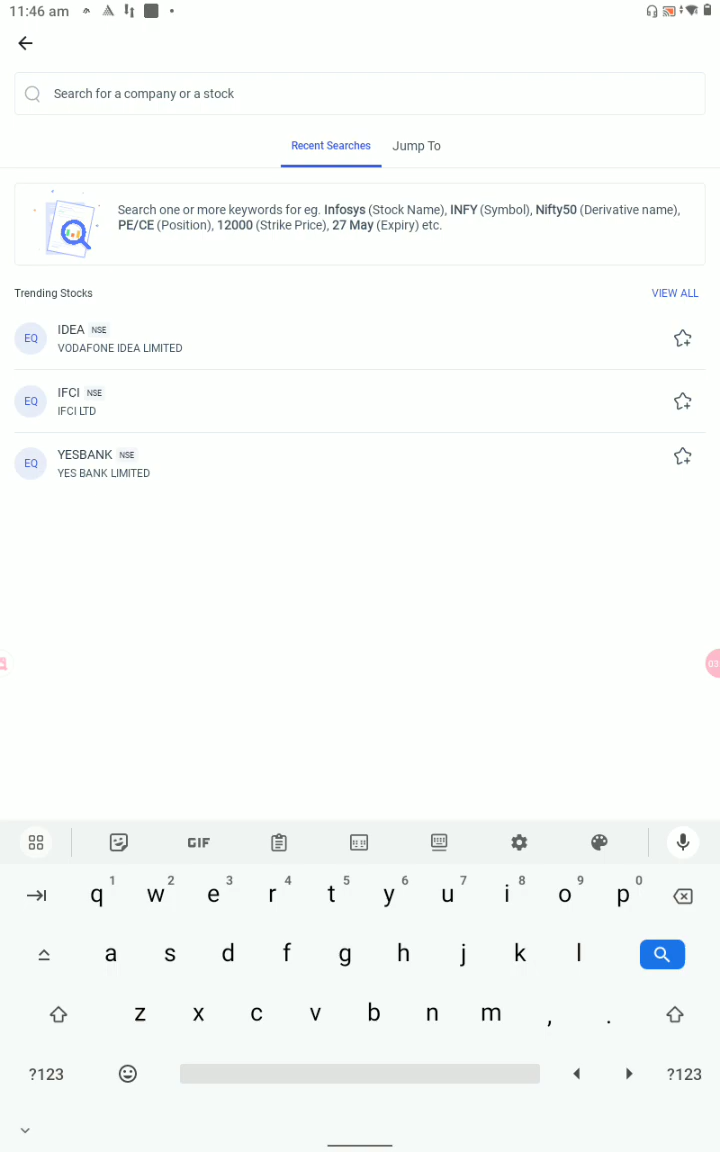 11:46 am
Search for a company or a stock
Recent Searches Jump To
Search one or more keywords for eg. Infosys (Stock Name), INFY (Symbol), Nifty50 (Derivative name),
PE/CE (Position), 12000 (Strike Price), 27 May (Expiry) etc.
Trending Stocks VIEW ALL
EQ IDEA NSE
VODAFONE IDEA LIMITED
EQ IFCI NSE
IFCI LTD
EQ YESBANK NSE
YES BANK LIMITED
GIF
q 1 w 2 e 3 r 4 t 5 y 6 u 7 i 8 o 9 p 0
a s d f g h j k l
z x c v b n m , .
?123 ?123